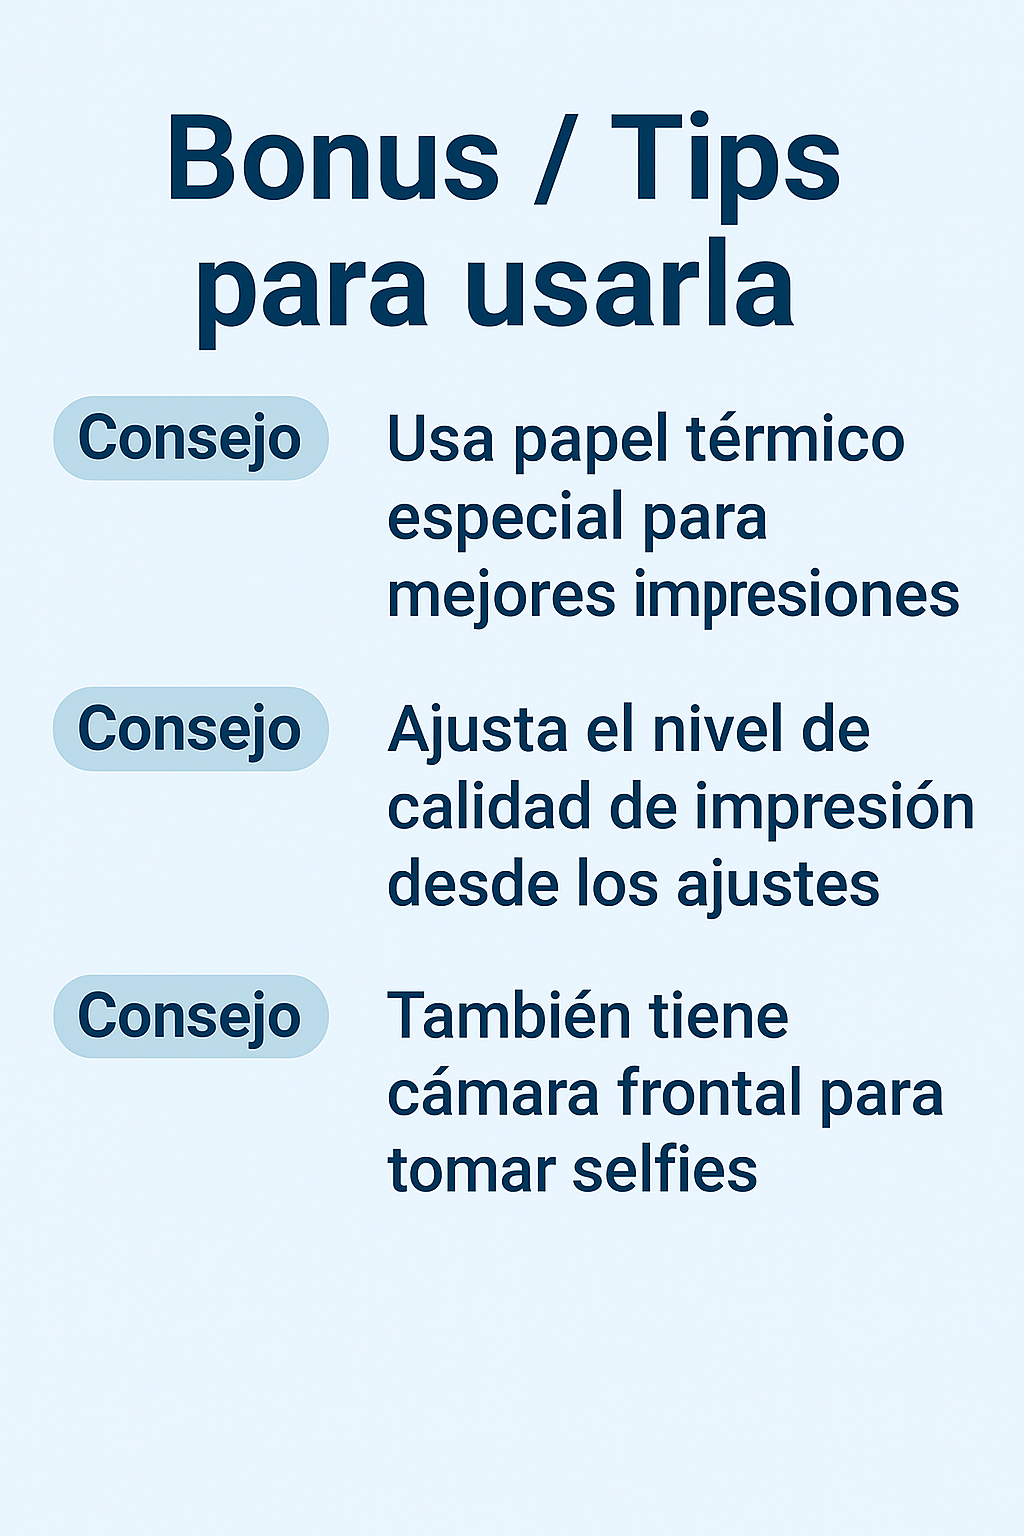 Bonus / Tips
para usarla
Consejo
Usa papel térmico
especial para
mejores impresiones
Consejo
Ajusta el nivel de
calidad de impresión
desde los ajustes
Consejo
También tiene
cámara frontal para
tomar selfies